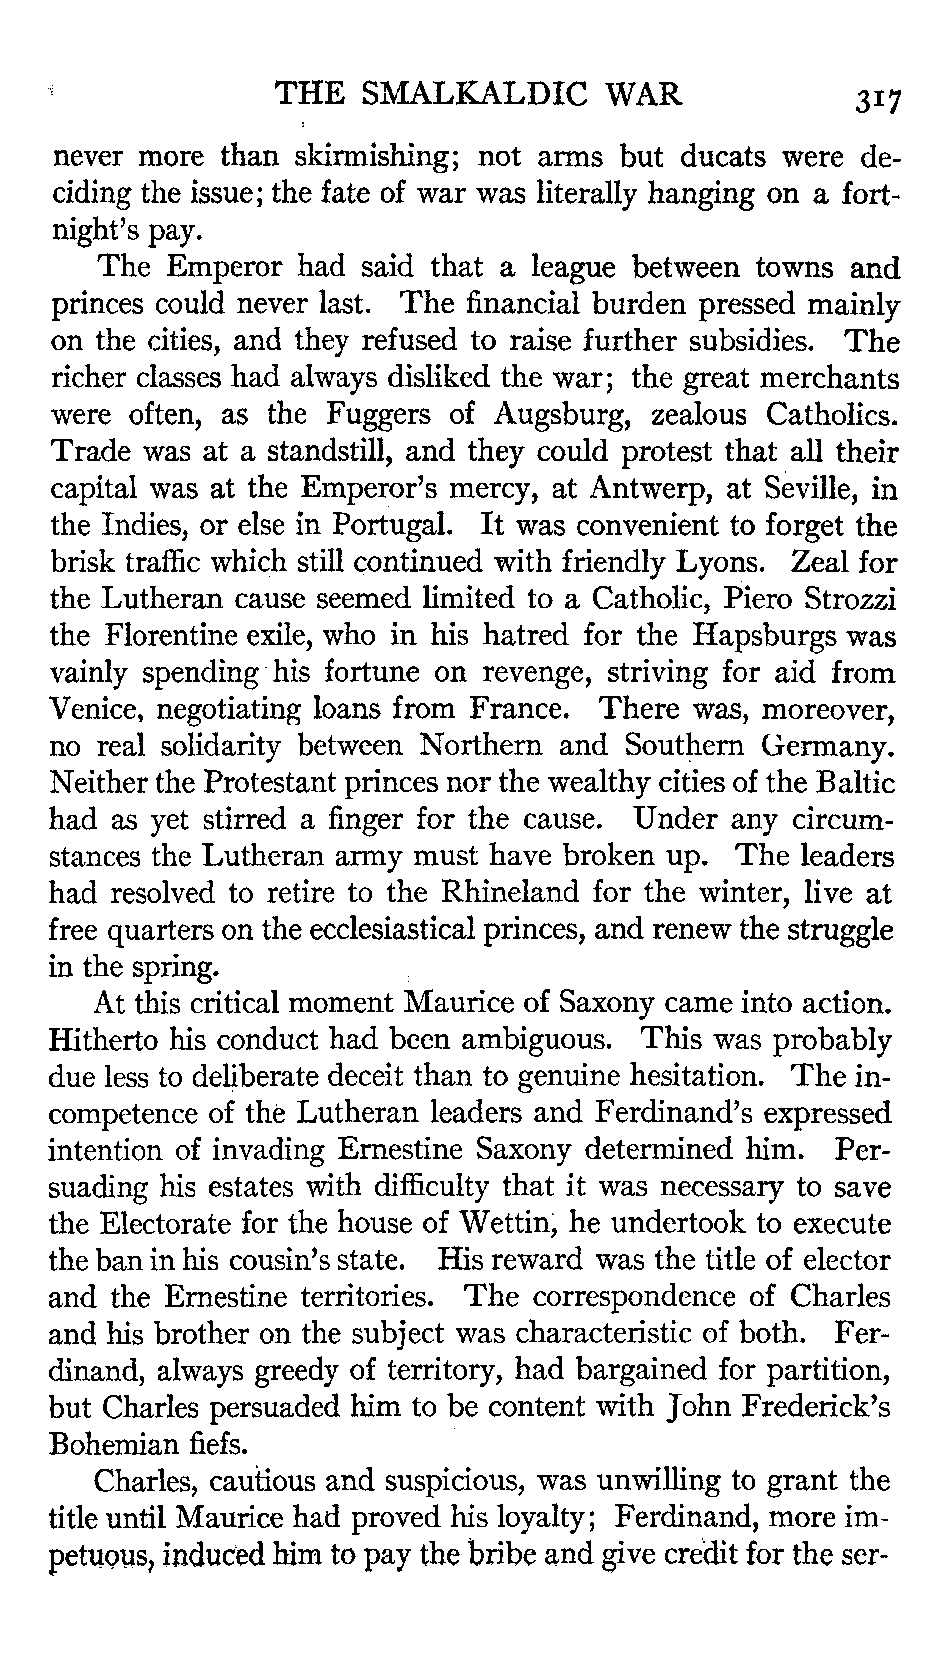 THE SMALKALDIC WAR 317
never more than skirmishing; not arms but ducats were de-
ciding the issue; the fate of war was literally hanging on a fort-
night's pay.
The Emperor had said that a league between towns and
princes could never last. The financial burden pressed mainly
on the cities, and they refused to raise further subsidies. The
richer classes had always disliked the war; the great merchants
were often, as the Fuggers of Augsburg, zealous Catholics.
Trade was at a standstill, and they could protest that all their
capital was at the Emperor's mercy, at Antwerp, at Seville, in
the Indies, or else in Portugal. It was convenient to forget the
brisk traffic which still continued with friendly Lyons. Zeal for
the Lutheran cause seemed limited to a Catholic, Piero Strozzi
the Florentine exile, who in his hatred for the Hapsburgs was
vainly spending his fortune on revenge, striving for aid from
Venice, negotiating loans from France. There was, moreover,
no real solidarity between Northern and Southern Germany.
Neither the Protestant princes nor the wealthy cities of the Baltic
had as yet stirred a finger for the cause. Under any circum-
stances the Lutheran army must have broken up. The leaders
had resolved to retire to the Rhineland for the winter, live at
free quarters on the ecclesiastical princes, and renew the struggle
in the spring.
At this critical moment Maurice of Saxony came into action.
Hitherto his conduct had been ambiguous. This was probably
due less to deliberate deceit than to genuine hesitation. The in-
competence of the Lutheran leaders and Ferdinand's expressed
intention of invading Ernestine Saxony determined him. Per-
suading his estates with difficulty that it was necessary to save
the Electorate for the house of Wettin, he undertook to execute
the ban in his cousin's state. His reward was the title of elector
and the Ernestine territories. The correspondence of Charles
and his brother on the subject was characteristic of both. Fer-
dinand, always greedy of territory, had bargained for partition,
but Charles persuaded him to be content with John Frederick's
Bohemian fiefs.
Charles, cautious and suspicious, was unwilling to grant the
title until Maurice had proved his loyalty; Ferdinand, more im-
petuous, induced him to pay the bribe and give credit for the ser-